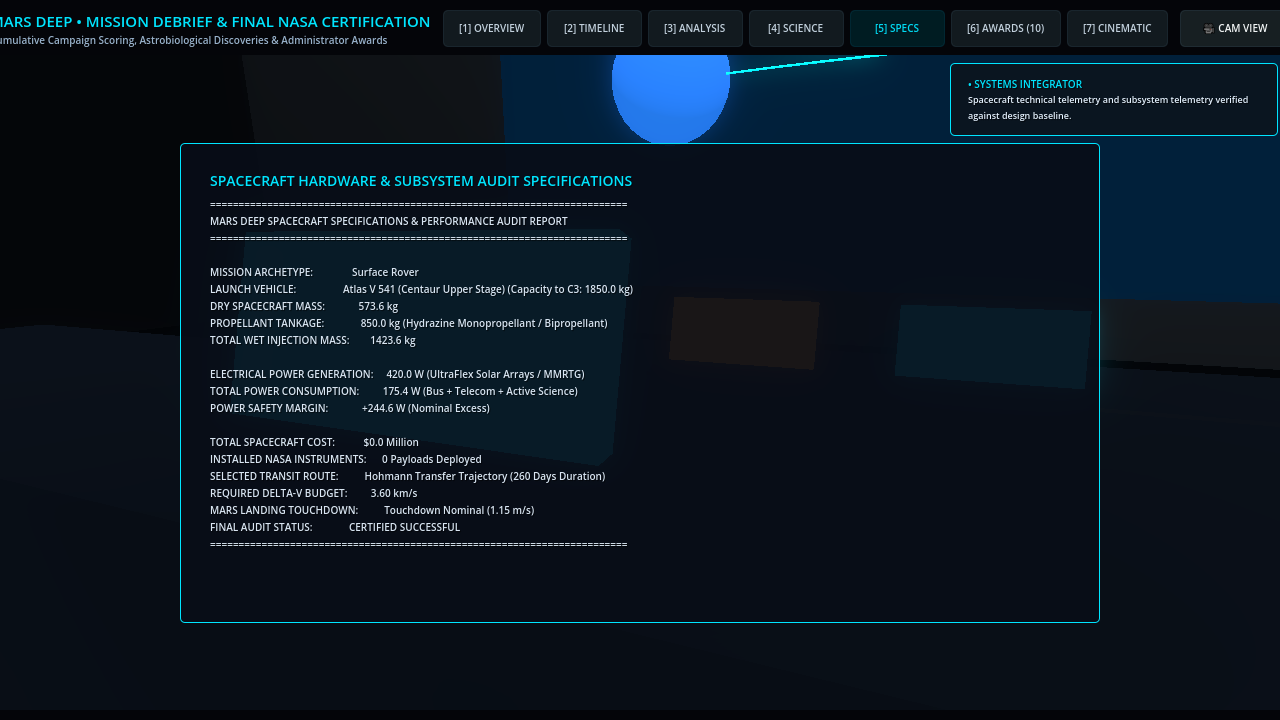 MARS DEEP • MISSION DEBRIEF & FINAL NASA CERTIFICATION
umulative Campaign Scoring, Astrobiological Discoveries & Administrator Awards
[1] OVERVIEW
[2] TIMELINE
[3] ANALYSIS
[4] SCIENCE
[5] SPECS
[6] AWARDS (10)
[7] CINEMATIC
CAM VIEW
• SYSTEMS INTEGRATOR
Spacecraft technical telemetry and subsystem telemetry verified
against design baseline.
SPACECRAFT HARDWARE & SUBSYSTEM AUDIT SPECIFICATIONS
=========================================================================
MARS DEEP SPACECRAFT SPECIFICATIONS & PERFORMANCE AUDIT REPORT
=========================================================================
MISSION ARCHETYPE: Surface Rover
LAUNCH VEHICLE: Atlas V 541 (Centaur Upper Stage) (Capacity to C3: 1850.0 kg)
DRY SPACECRAFT MASS: 573.6 kg
PROPELLANT TANKAGE: 850.0 kg (Hydrazine Monopropellant / Bipropellant)
TOTAL WET INJECTION MASS: 1423.6 kg
ELECTRICAL POWER GENERATION: 420.0 W (UltraFlex Solar Arrays / MMRTG)
TOTAL POWER CONSUMPTION: 175.4 W (Bus + Telecom + Active Science)
POWER SAFETY MARGIN: +244.6 W (Nominal Excess)
TOTAL SPACECRAFT COST: $0.0 Million
INSTALLED NASA INSTRUMENTS: 0 Payloads Deployed
SELECTED TRANSIT ROUTE: Hohmann Transfer Trajectory (260 Days Duration)
REQUIRED DELTA-V BUDGET: 3.60 km/s
MARS LANDING TOUCHDOWN: Touchdown Nominal (1.15 m/s)
FINAL AUDIT STATUS: CERTIFIED SUCCESSFUL
=========================================================================